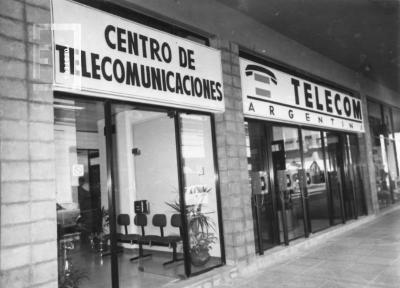 CENTRO DE
TELECOMUNICACIONES
TELECOM
ARGENTINA